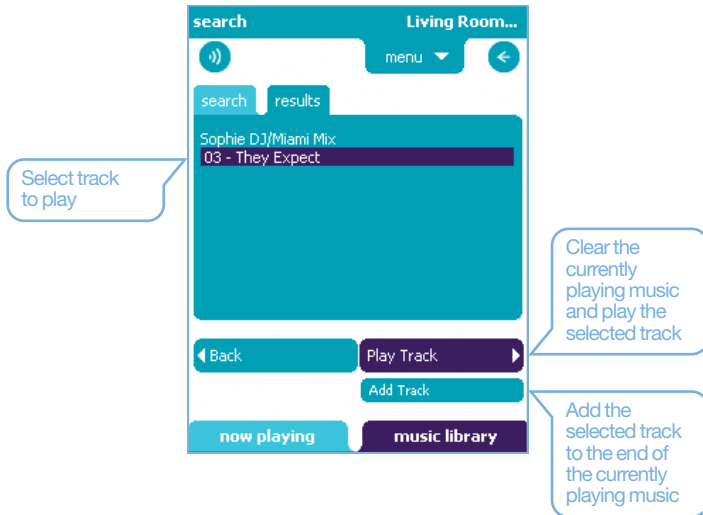 search Living Room...
menu
search results
Sophie DJ/Miami Mix
03 - They Expect
Select track
to play
Clear the
currently
playing music
and play the
selected track
Back Play Track
Add Track
Add the
selected track
to the end of
the currently
playing music
now playing music library